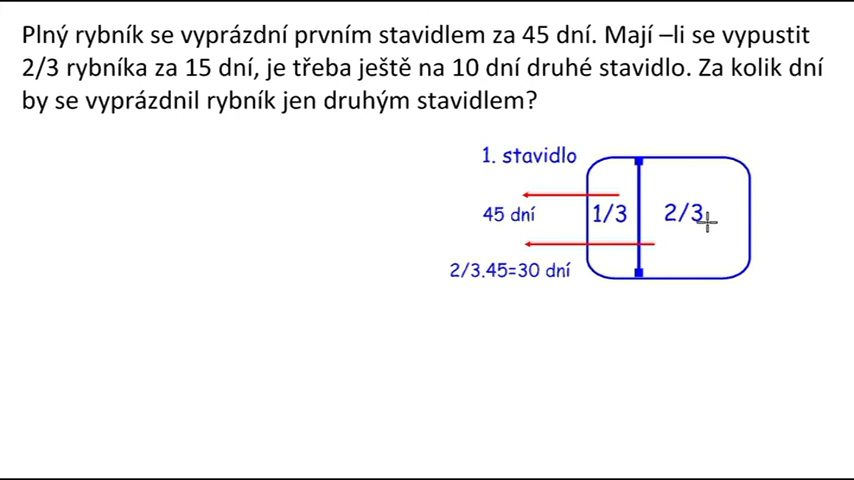 Plný rybník se vyprázdní prvním stavidlem za 45 dní. Mají –li se vypustit
2/3 rybníka za 15 dní, je třeba ještě na 10 dní druhé stavidlo. Za kolik dní
by se vyprázdnil rybník jen druhým stavidlem?
1. stavidlo
45 dní
1/3
2/3
2/3.45=30 dní